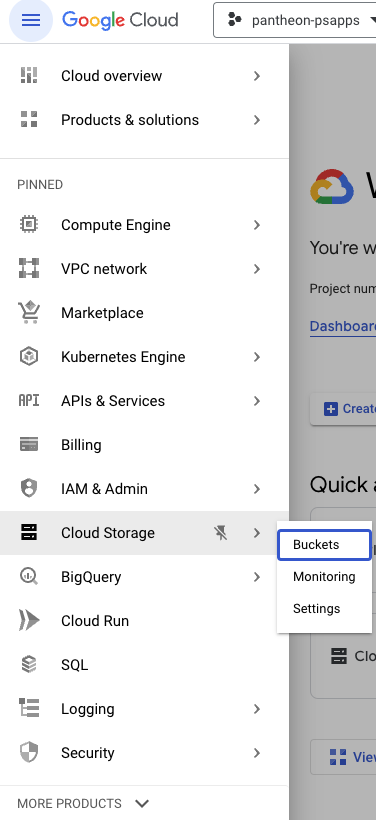 Google Cloud
pantheon-psapps
Cloud overview
Products & solutions
PINNED
Compute Engine
VPC network
Marketplace
Kubernetes Engine
API APIs & Services
Billing
IAM & Admin
Cloud Storage
BigQuery
Cloud Run
SQL
Logging
Security
MORE PRODUCTS
Buckets
Monitoring
Settings
You're w
Project num
Dashboar
Create
Quick a
Clo
View